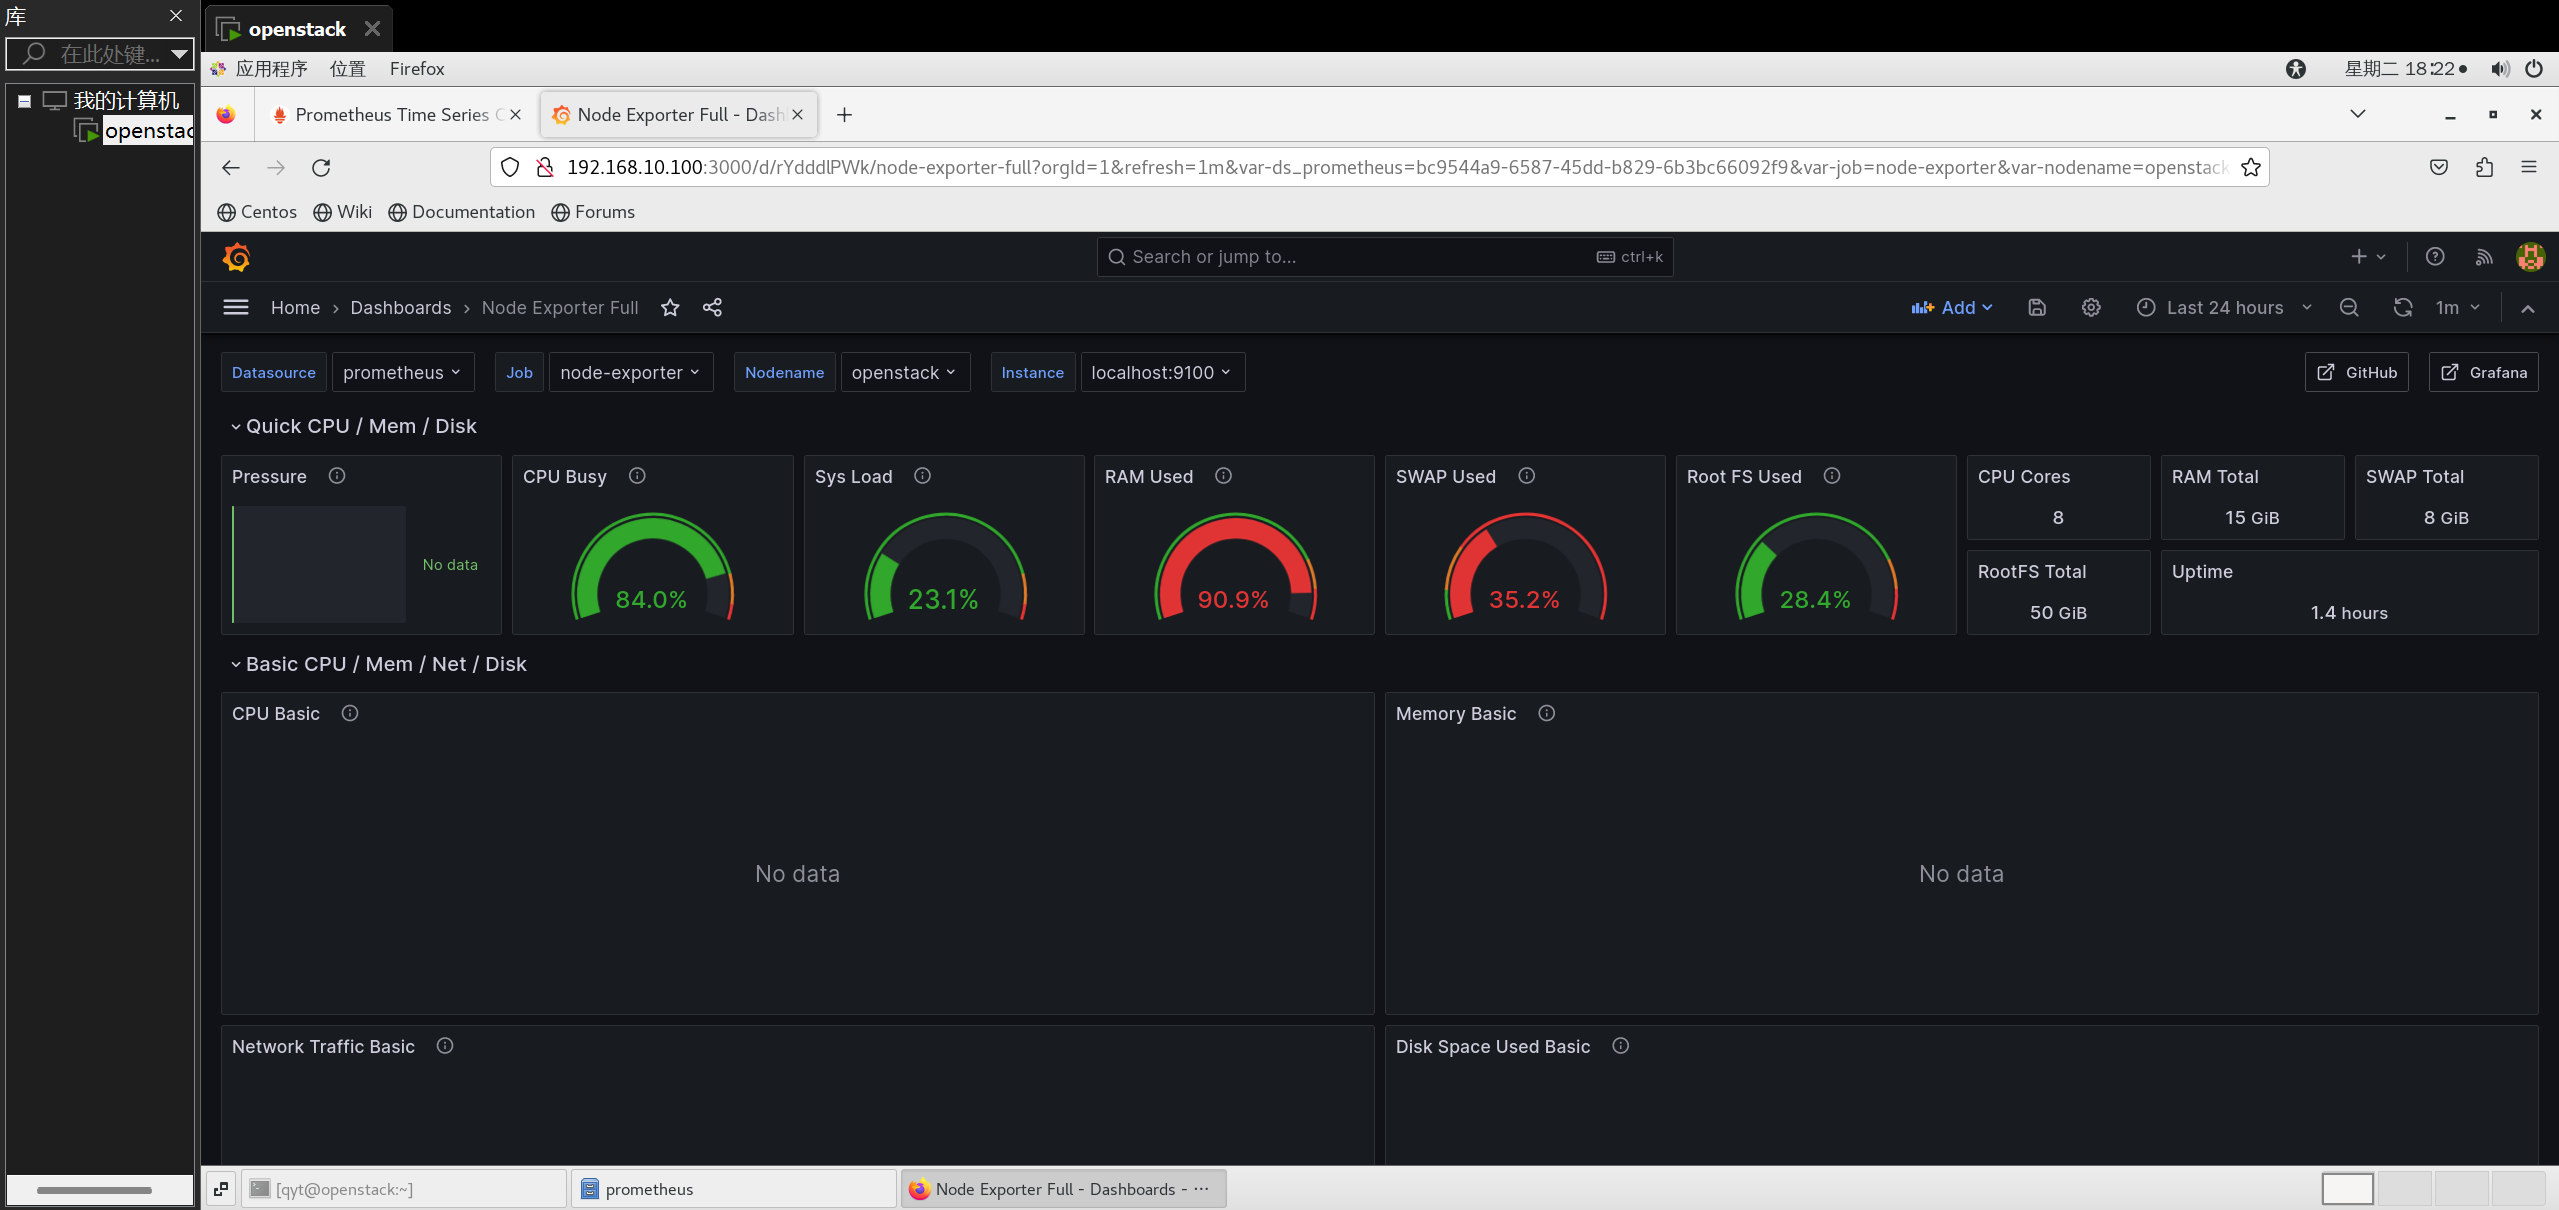 库
在此处键...
我的计算机
openstac
openstack
应用程序 位置 Firefox
星期二 18:22
Prometheus Time Series C
Node Exporter Full - Dash
192.168.10.100:3000/d/rYdddlPWk/node-exporter-full?orgId=1&refresh=1m&var-ds_prometheus=bc9544a9-6587-45dd-b829-6b3bc66092f9&var-job=node-exporter&var-nodename=openstack
Centos Wiki Documentation Forums
Search or jump to... ctrl+k
Home › Dashboards › Node Exporter Full
Add Last 24 hours 1m
Datasource prometheus Job node-exporter Nodename openstack Instance localhost:9100 GitHub Grafana
Quick CPU / Mem / Disk
Pressure
No data
CPU Busy
84.0%
Sys Load
23.1%
RAM Used
90.9%
SWAP Used
35.2%
Root FS Used
28.4%
CPU Cores
8
RAM Total
15 GiB
SWAP Total
8 GiB
RootFS Total
50 GiB
Uptime
1.4 hours
Basic CPU / Mem / Net / Disk
CPU Basic
No data
Memory Basic
No data
Network Traffic Basic
Disk Space Used Basic
[qyt@openstack:~]
prometheus
Node Exporter Full - Dashboards - ···